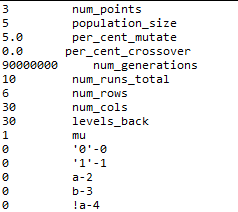 3 num_points
5 population_size
5.0 per_cent_mutate
0.0 per_cent_crossover
90000000 num_generations
10 num_runs_total
6 num_rows
30 num_cols
30 levels_back
1 mu
0 '0'-0
0 '1'-1
0 a-2
0 b-3
0 !a-4